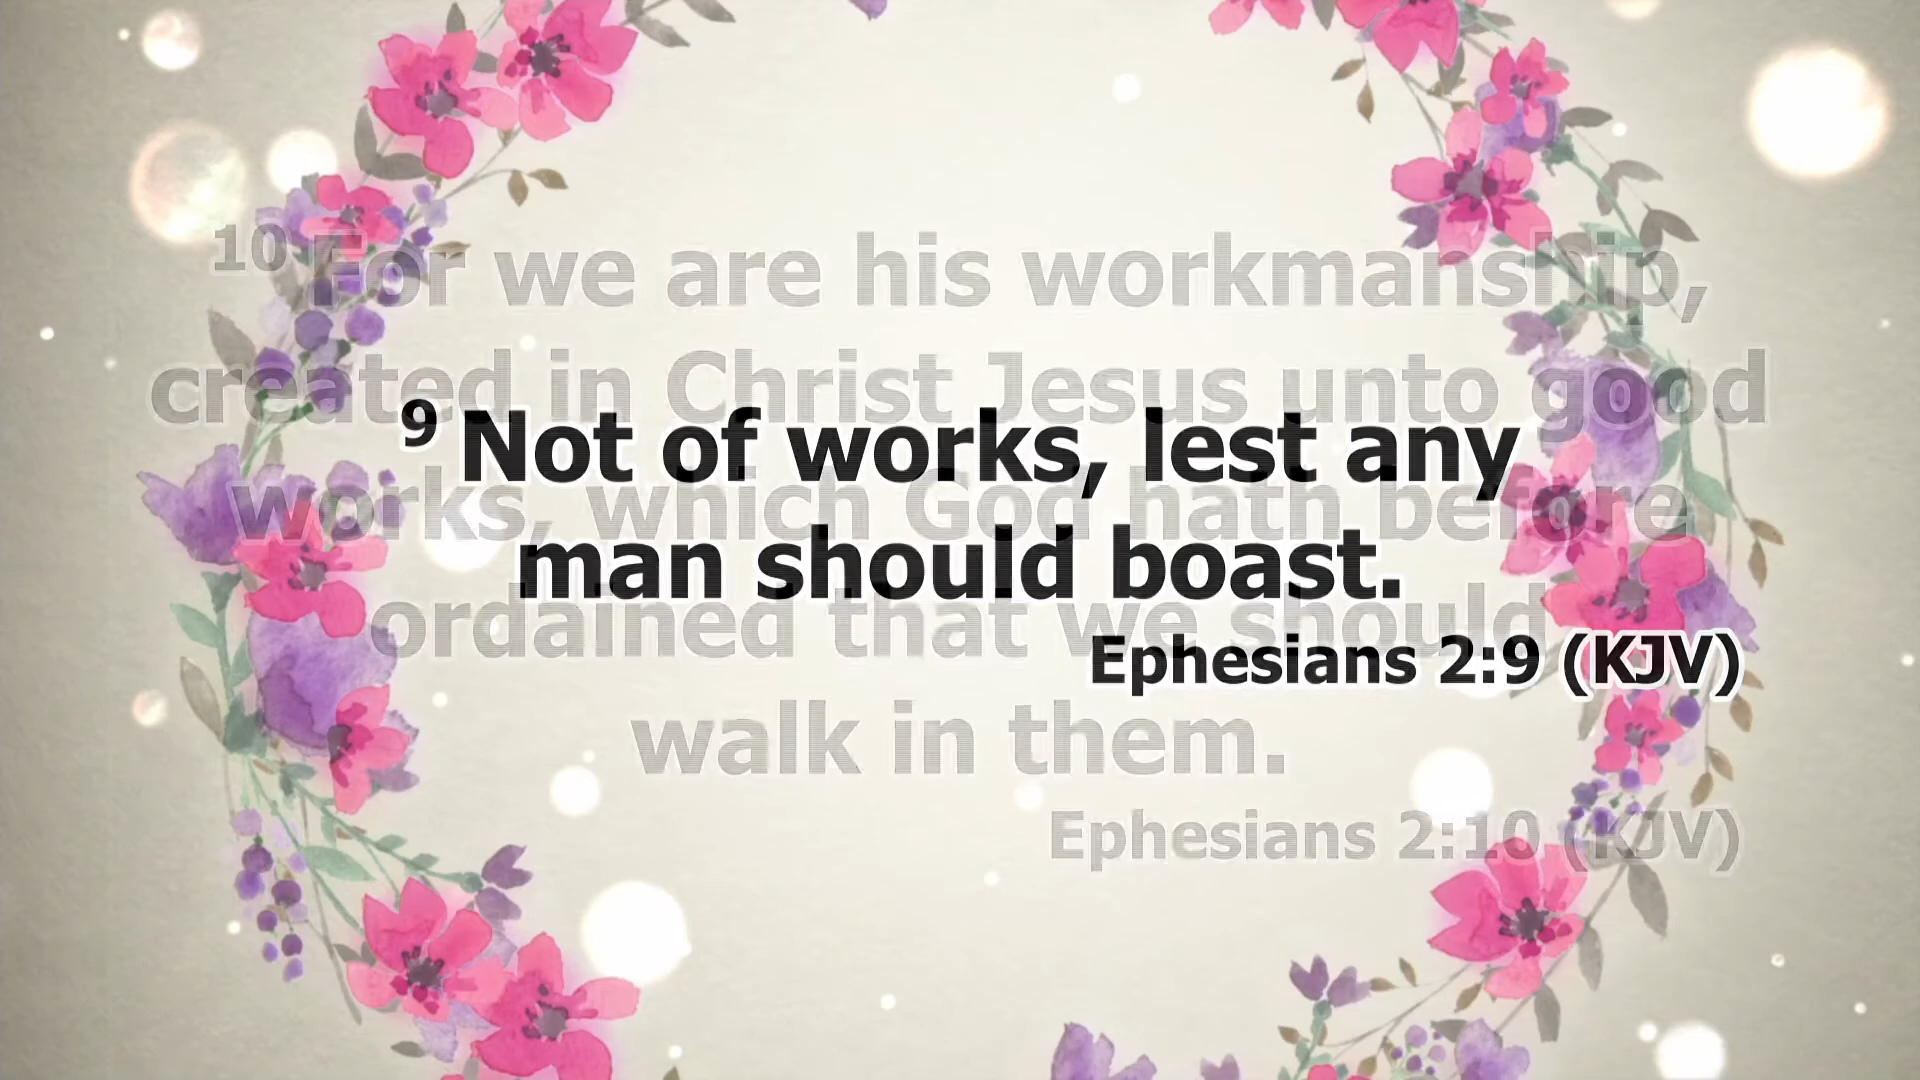 9 Not of works, lest any
man should boast.
Ephesians 2:9 (KJV)
10 For we are his workmanship,
created in Christ Jesus unto good
works, which God hath before
ordained that we should
walk in them.
Ephesians 2:10 (KJV)